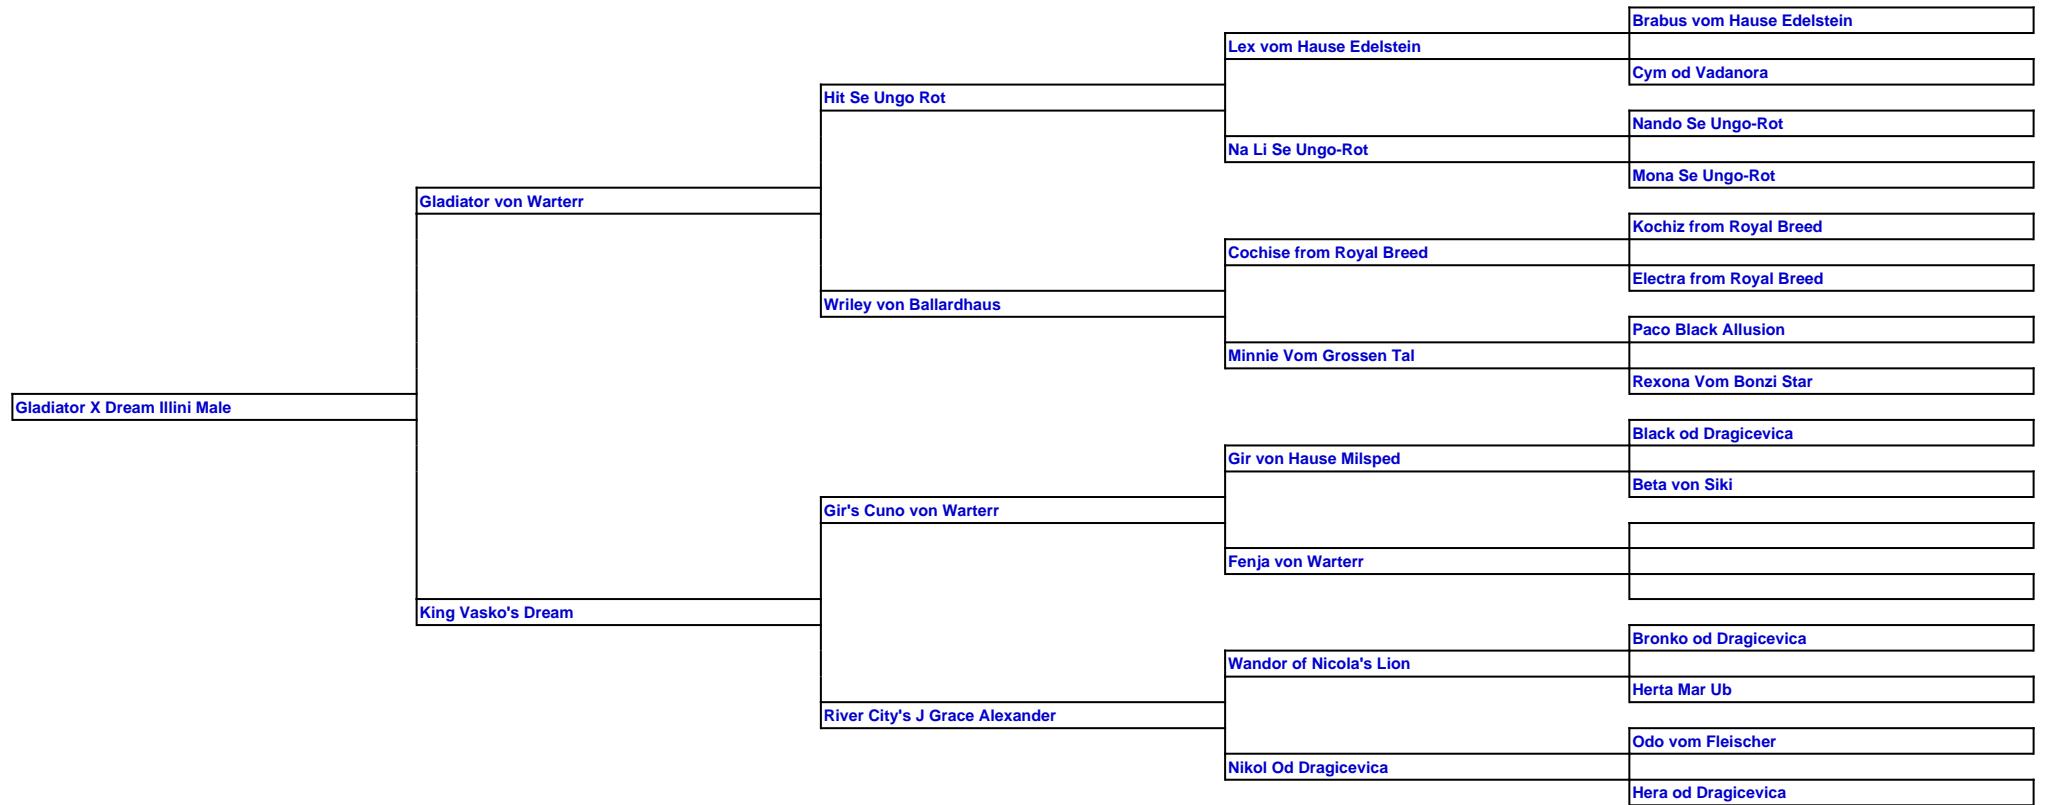 Brabus vom Hause Edelstein
Lex vom Hause Edelstein
Cym od Vadanora
Hit Se Ungo Rot
Nando Se Ungo-Rot
Na Li Se Ungo-Rot
Mona Se Ungo-Rot
Gladiator von Warterr
Kochiz from Royal Breed
Cochise from Royal Breed
Electra from Royal Breed
Wriley von Ballardhaus
Paco Black Allusion
Minnie Vom Grossen Tal
Rexona Vom Bonzi Star
Gladiator X Dream Illini Male
Black od Dragicevica
Gir von Hause Milsped
Beta von Siki
Gir's Cuno von Warterr
Fenja von Warterr
King Vasko's Dream
Bronko od Dragicevica
Wandor of Nicola's Lion
Herta Mar Ub
River City's J Grace Alexander
Odo vom Fleischer
Nikol Od Dragicevica
Hera od Dragicevica